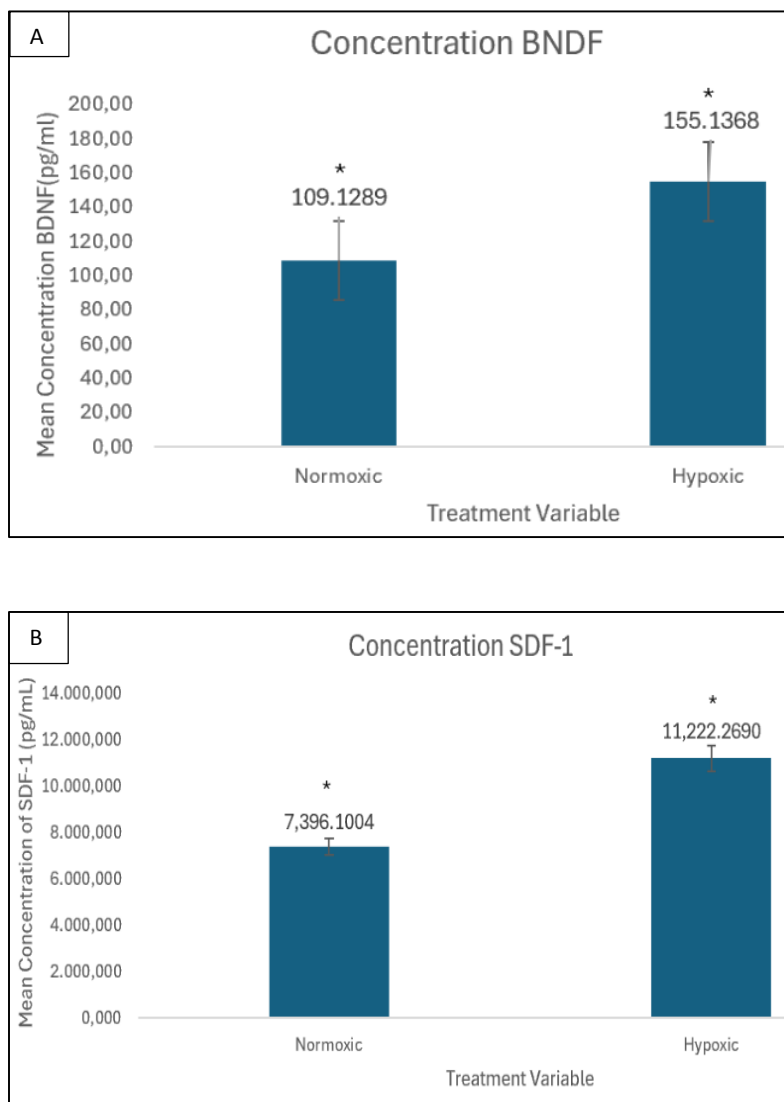 A
Concentration BNDF
Mean Concentration BDNF(pg/ml)
200,00
180,00
160,00
140,00
120,00
100,00
80,00
60,00
40,00
20,00
0,00
*
109.1289
*
155.1368
Normoxic
Hypoxic
Treatment Variable
B
Concentration SDF-1
Mean Concentration of SDF-1 (pg/mL)
14.000,000
12.000,000
10.000,000
8.000,000
6.000,000
4.000,000
2.000,000
0,000
*
7,396.1004
*
11,222.2690
Normoxic
Hypoxic
Treatment Variable